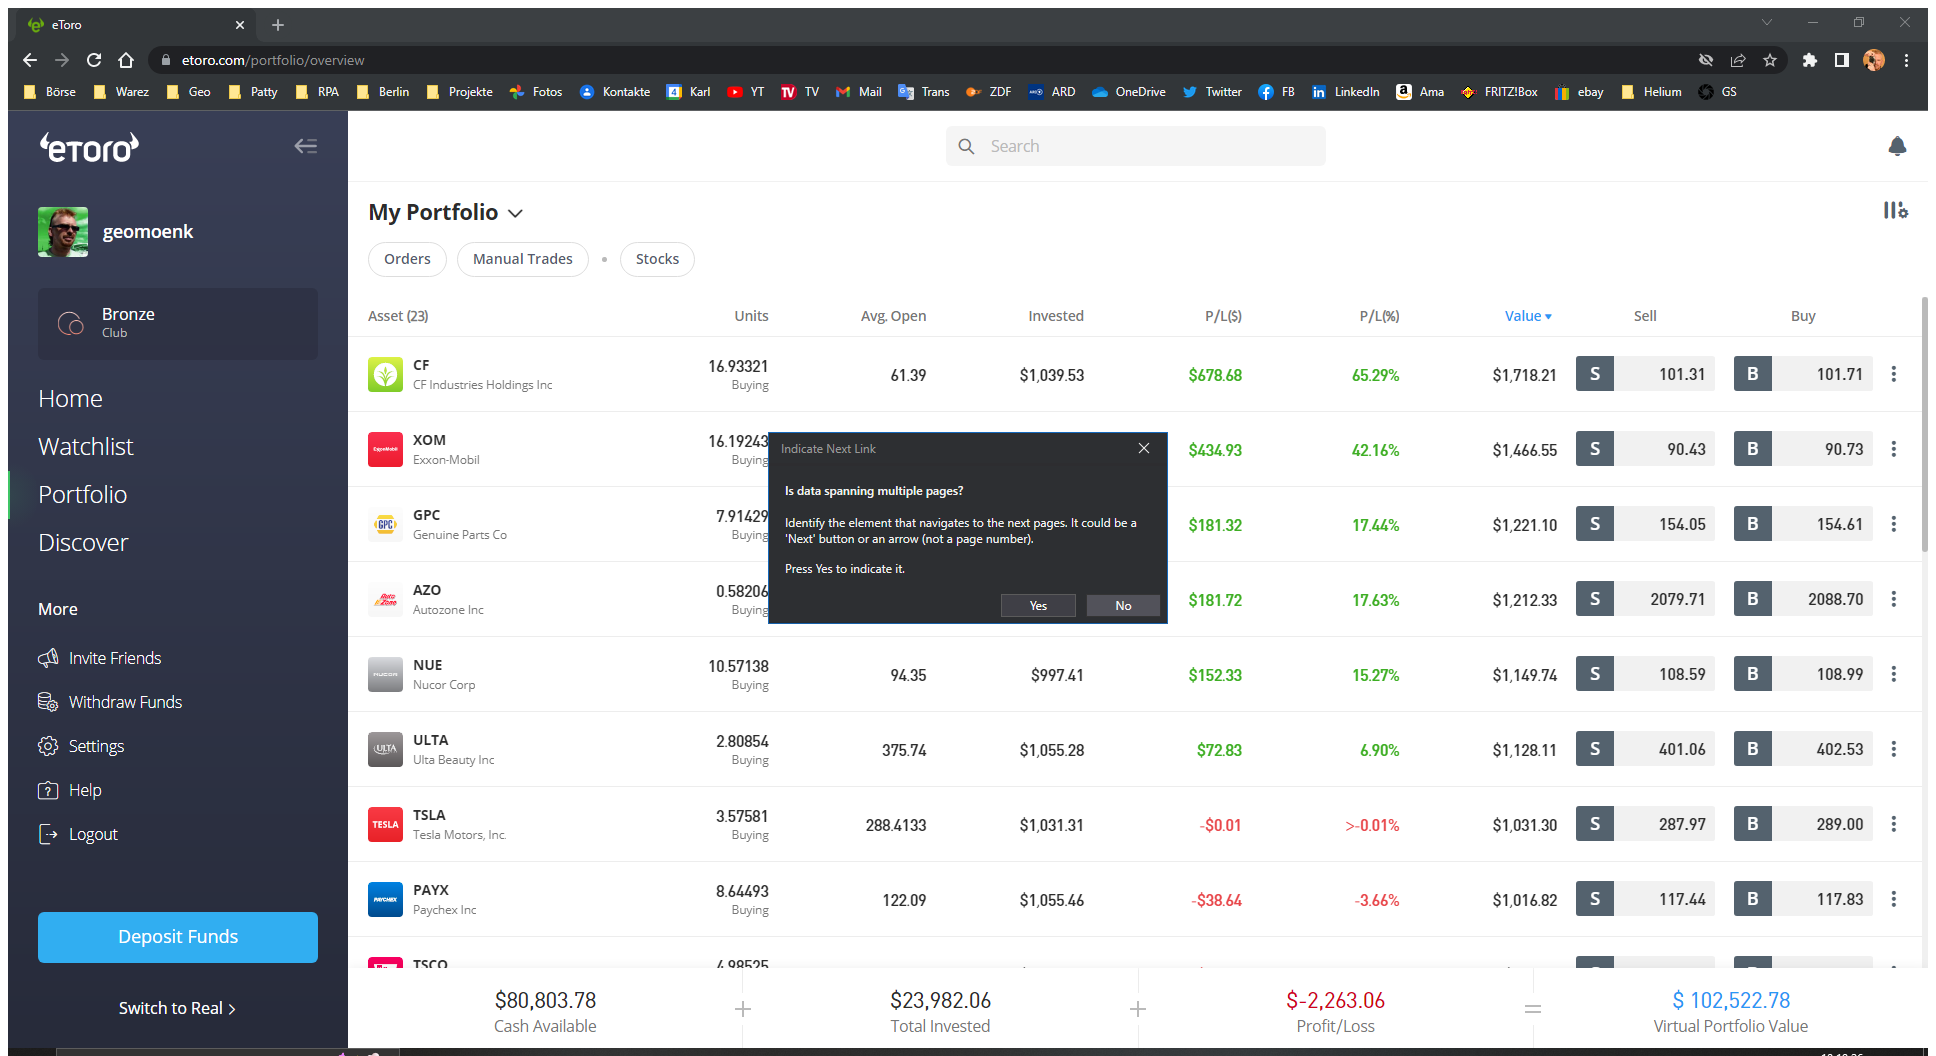 eToro
etoro.com/portfolio/overview
Börse Warez Geo Patty RPA Berlin Projekte Fotos Kontakte 4 Karl YT TV TV Mail Trans ZDF ARD OneDrive Twitter FB LinkedIn Ama FRITZ!Box ebay Helium GS
eToro
Search
geomoenk
Bronze
Club
Home
Watchlist
Portfolio
Discover
More
Invite Friends
Withdraw Funds
Settings
Help
Logout
Deposit Funds
Switch to Real
My Portfolio
Orders Manual Trades • Stocks
Asset (23) Units Avg. Open Invested P/L($) P/L(%) Value Sell Buy
CF 16.93321 61.39 $1,039.53 $678.68 65.29% $1,718.21 S 101.31 B 101.71
CF Industries Holdings Inc Buying
XOM 16.19243 $434.93 42.16% $1,466.55 S 90.43 B 90.73
Exxon-Mobil Buying
GPC GPC 7.91429 $181.32 17.44% $1,221.10 S 154.05 B 154.61
Genuine Parts Co Buying
AZO 0.58206 $181.72 17.63% $1,212.33 S 2079.71 B 2088.70
Autozone Inc Buying
NUCOR NUE 10.57138 94.35 $997.41 $152.33 15.27% $1,149.74 S 108.59 B 108.99
Nucor Corp Buying
ULTA ULTA 2.80854 375.74 $1,055.28 $72.83 6.90% $1,128.11 S 401.06 B 402.53
Ulta Beauty Inc Buying
TESLA TSLA 3.57581 288.4133 $1,031.31 -$0.01 >-0.01% $1,031.30 S 287.97 B 289.00
Tesla Motors, Inc. Buying
PAYCHEX PAYX 8.64493 122.09 $1,055.46 -$38.64 -3.66% $1,016.82 S 117.44 B 117.83
Paychex Inc Buying
TSCO 4.98525
Indicate Next Link
Is data spanning multiple pages?
Identify the element that navigates to the next pages. It could be a
'Next' button or an arrow (not a page number).
Press Yes to indicate it.
Yes No
$80,803.78 + $23,982.06 + $-2,263.06 = $ 102,522.78
Cash Available Total Invested Profit/Loss Virtual Portfolio Value